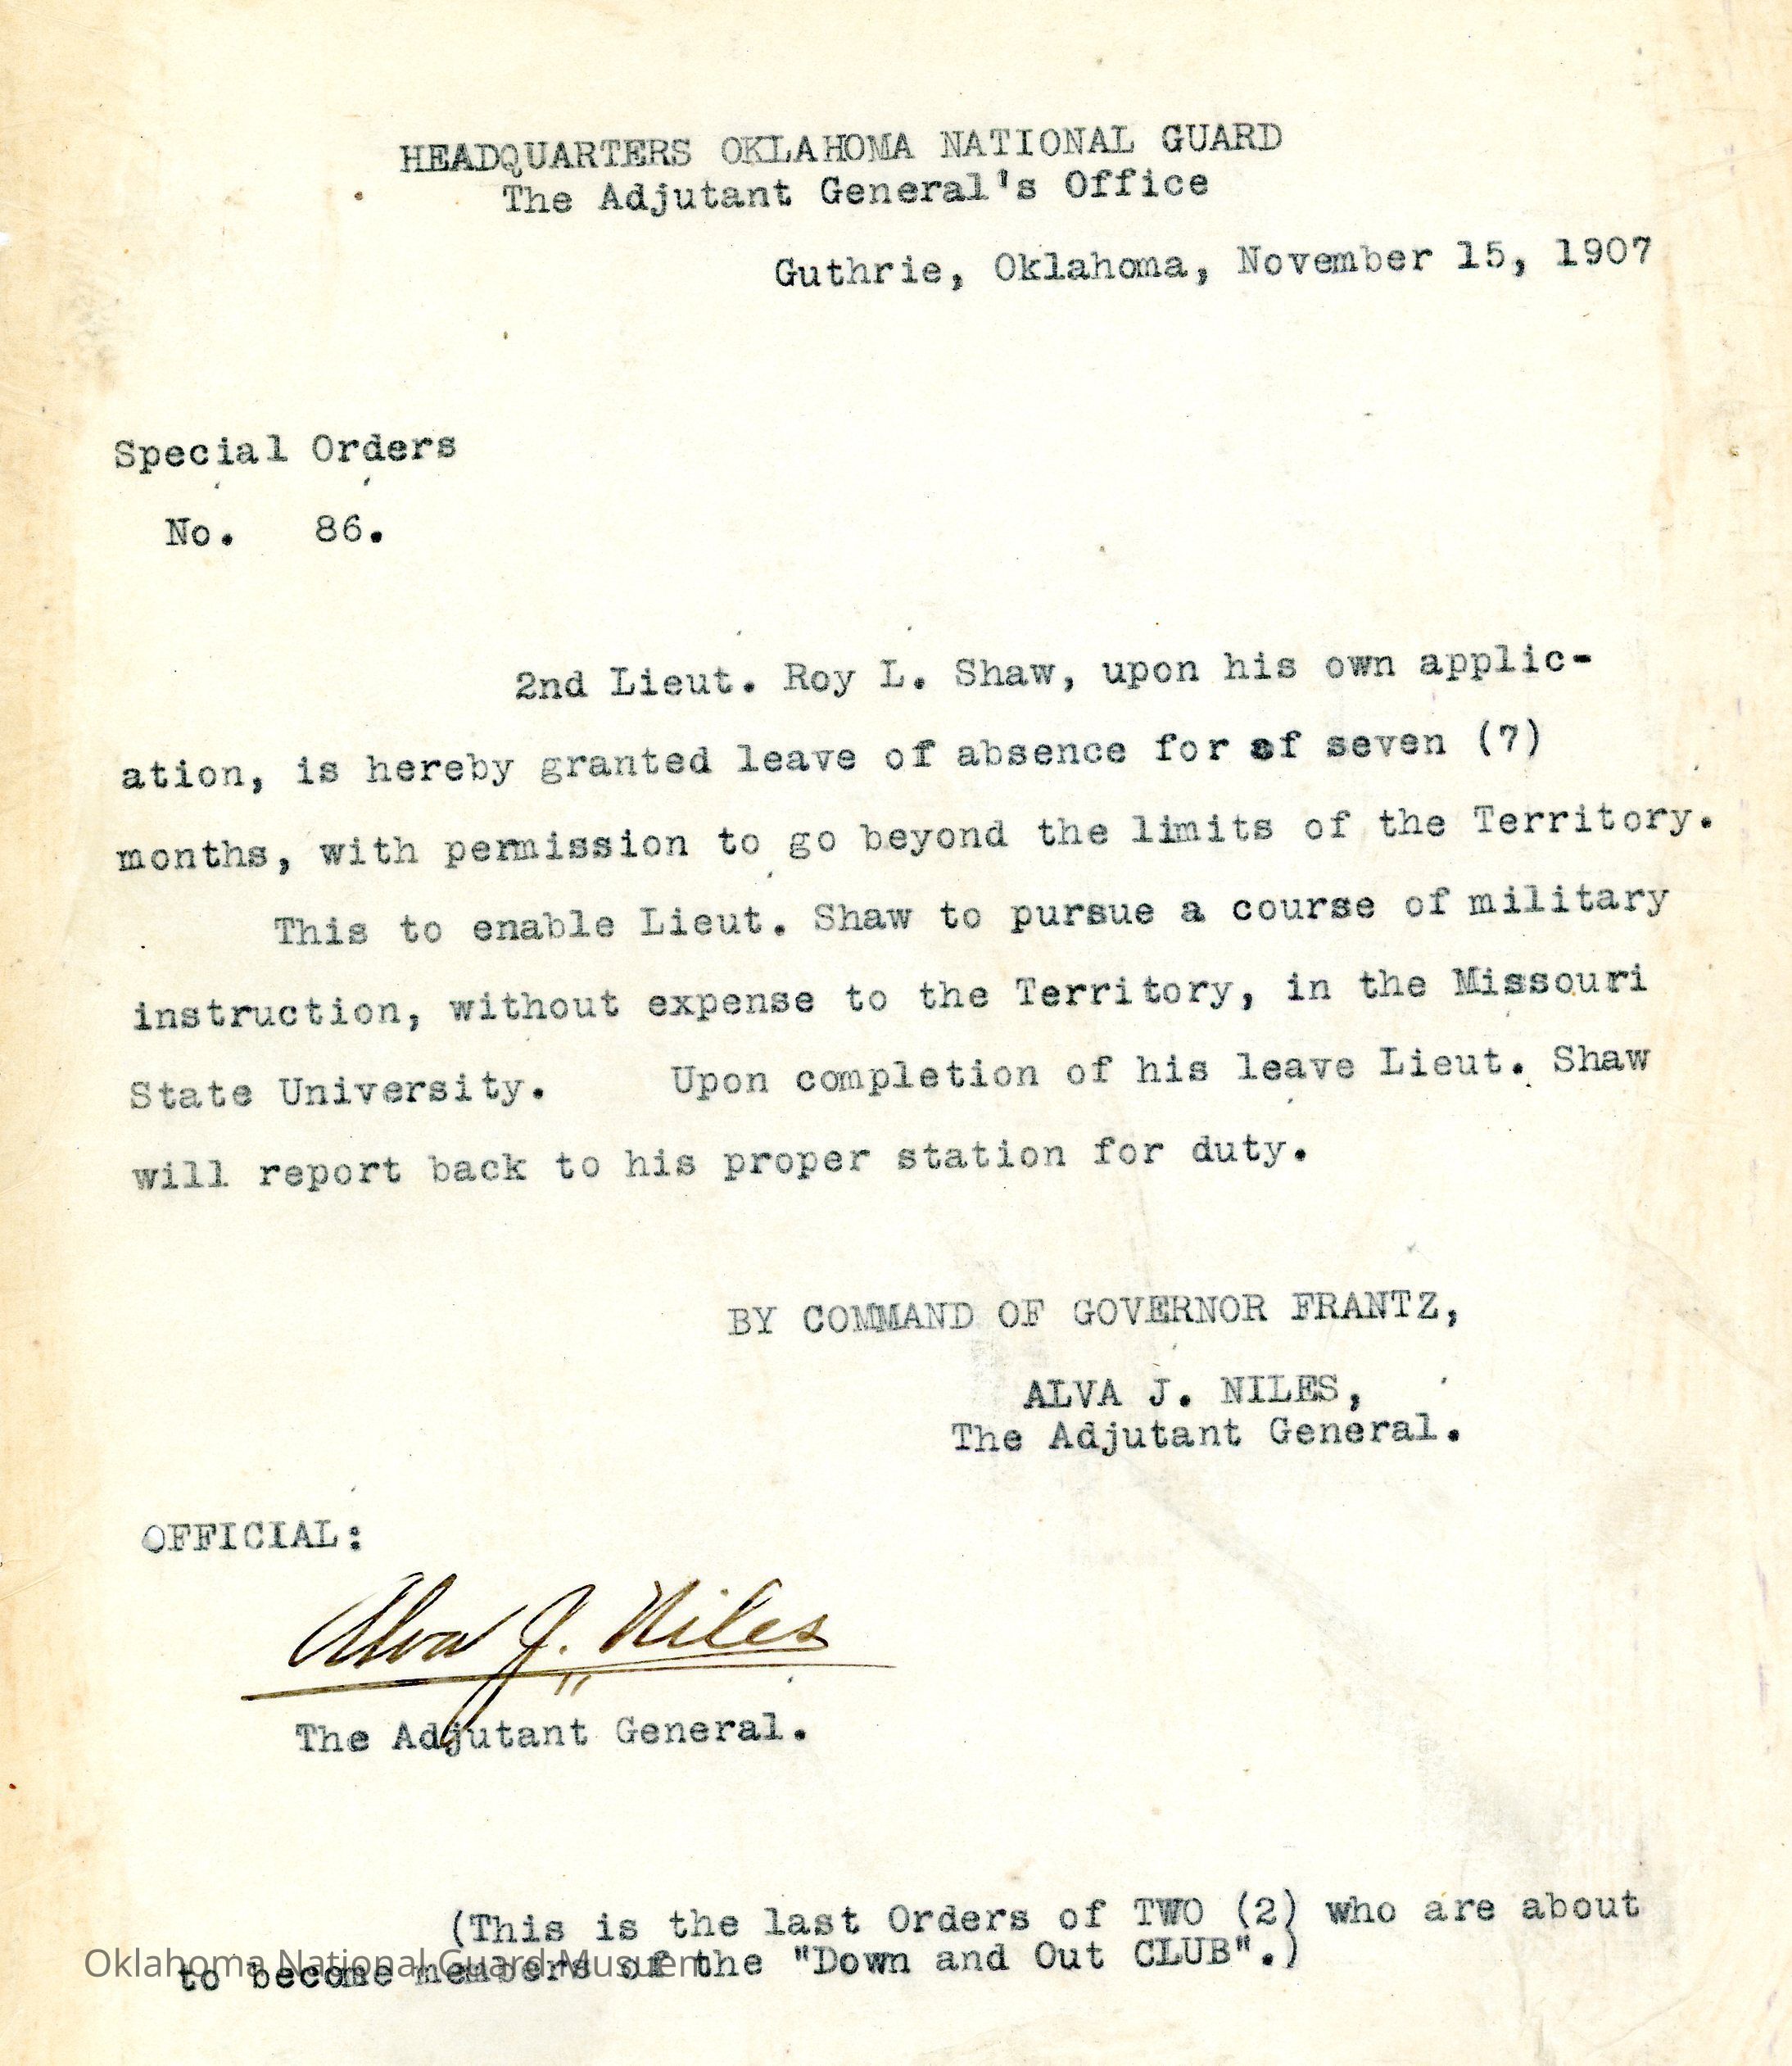 HEADQUARTERS OKLAHOMA NATIONAL GUARD
The Adjutant General's Office
Guthrie, Oklahoma, November 15, 1907
Special Orders
No. 86.
2nd Lieut. Roy L. Shaw, upon his own applic-
ation, is hereby granted leave of absence for of seven (7)
months, with permission to go beyond the limits of the Territory.
This to enable Lieut. Shaw to pursue a course of military
instruction, without expense to the Territory, in the Missouri
State University. Upon completion of his leave Lieut. Shaw
will report back to his proper station for duty.
BY COMMAND OF GOVERNOR FRANTZ,
ALVA J. NILES,
The Adjutant General.
OFFICIAL:
Alva J. Niles
The Adjutant General.
(This is the last Orders of TWO (2) who are about
to become members of the "Down and Out CLUB".)
Oklahoma National Guard Musuem